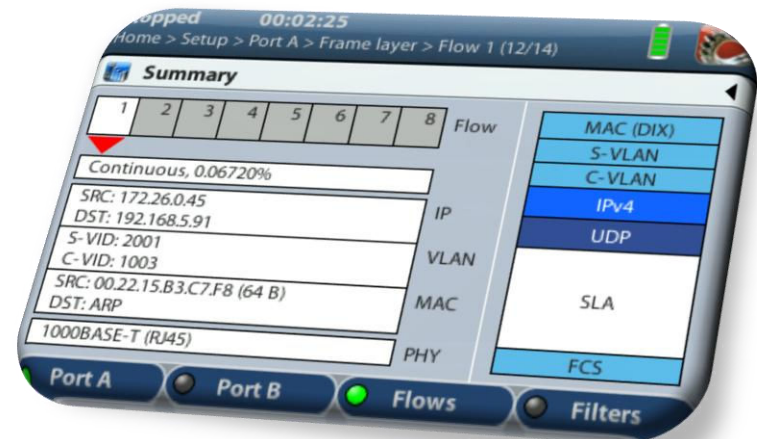 00:02:25
Home > Setup > Port A > Frame layer > Flow 1 (12/14)
Summary
1 2 3 4 5 6 7 8 Flow
Continuous, 0.06720%
SRC: 172.26.0.45
DST: 192.168.5.91
IP
S-VID: 2001
C-VID: 1003
VLAN
SRC: 00.22.15.B3.C7.F8 (64 B)
DST: ARP
MAC
1000BASE-T (RJ45)
PHY
MAC (DIX)
S-VLAN
C-VLAN
IPv4
UDP
SLA
FCS
Port A
Port B
Flows
Filters